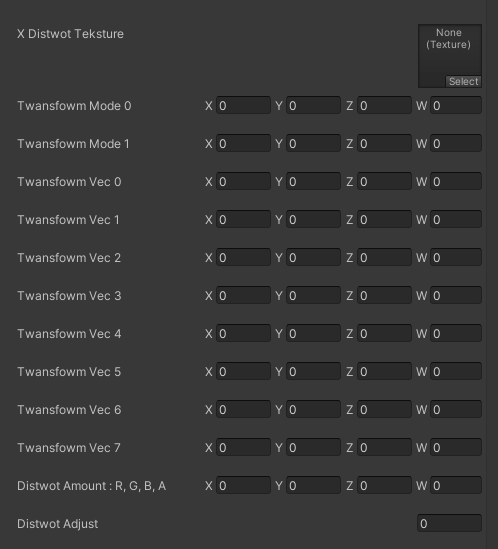 X Distwot Teksture
None
(Texture)
Select
Twansfowm Mode 0 X 0 Y 0 Z 0 W 0
Twansfowm Mode 1 X 0 Y 0 Z 0 W 0
Twansfowm Vec 0 X 0 Y 0 Z 0 W 0
Twansfowm Vec 1 X 0 Y 0 Z 0 W 0
Twansfowm Vec 2 X 0 Y 0 Z 0 W 0
Twansfowm Vec 3 X 0 Y 0 Z 0 W 0
Twansfowm Vec 4 X 0 Y 0 Z 0 W 0
Twansfowm Vec 5 X 0 Y 0 Z 0 W 0
Twansfowm Vec 6 X 0 Y 0 Z 0 W 0
Twansfowm Vec 7 X 0 Y 0 Z 0 W 0
Distwot Amount : R, G, B, A X 0 Y 0 Z 0 W 0
Distwot Adjust 0